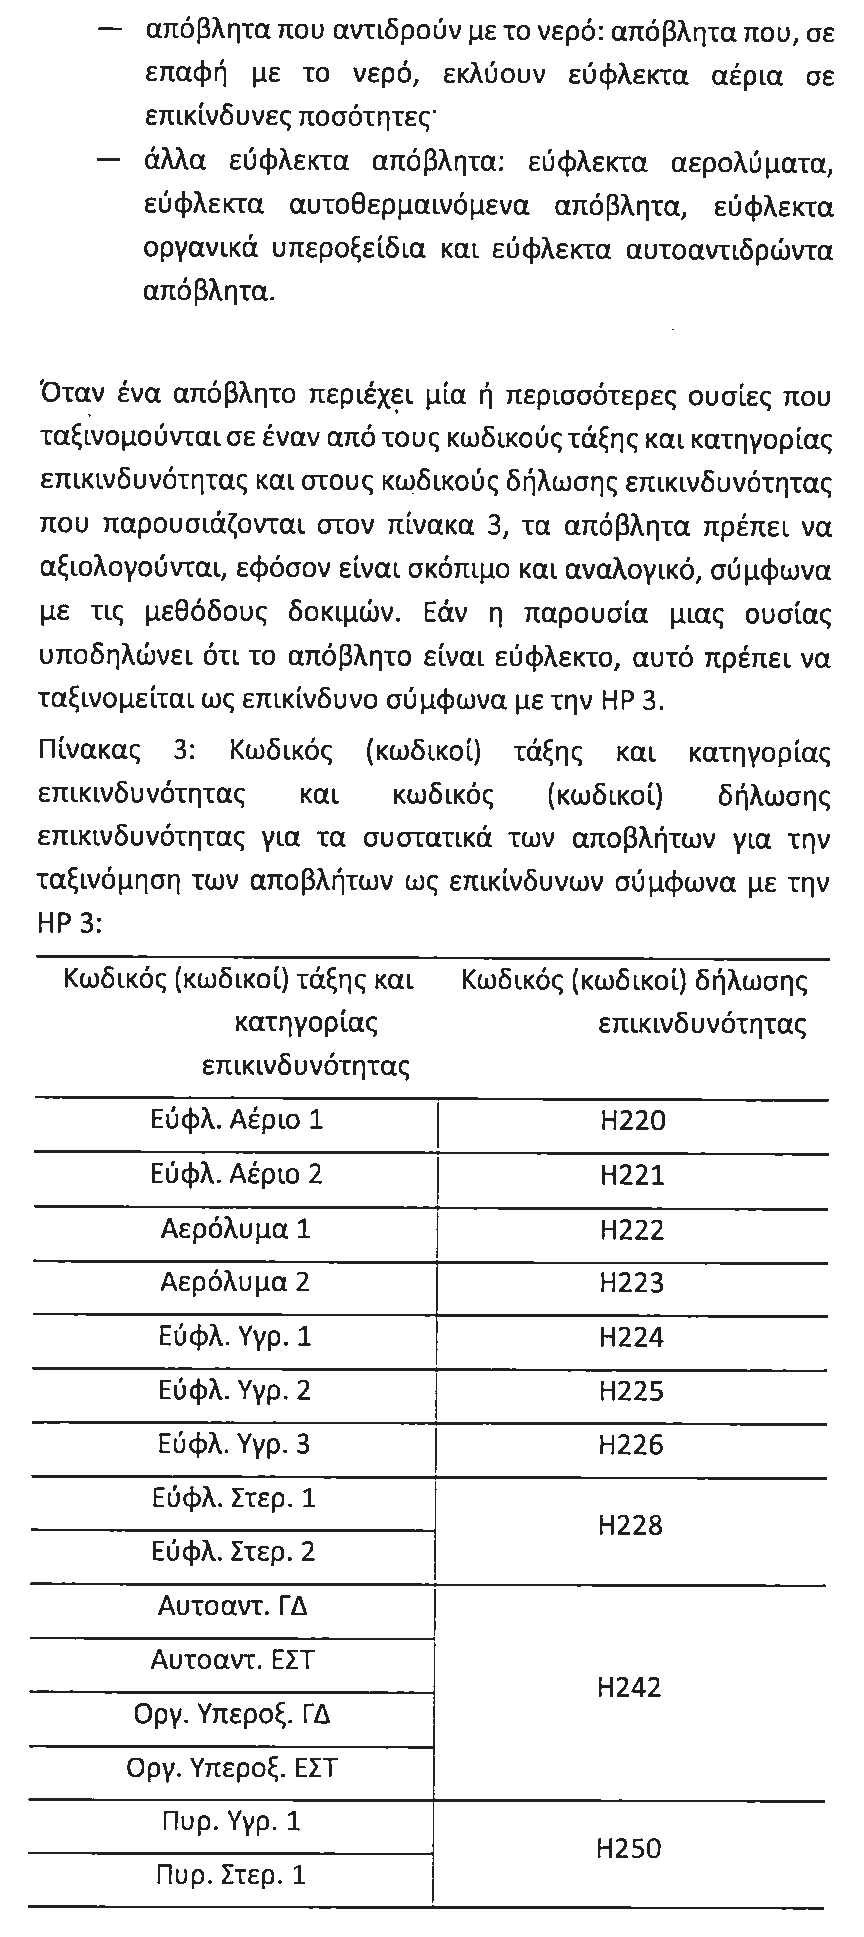 — απόβλητα που αντιδρούν με το νερό: απόβλητα που, σε
επαφή με το νερό, εκλύουν εύφλεκτα αέρια σε
επικίνδυνες ποσότητες·
— άλλα εύφλεκτα απόβλητα: εύφλεκτα αερολύματα,
εύφλεκτα αυτοθερμαινόμενα απόβλητα, εύφλεκτα
οργανικά υπεροξείδια και εύφλεκτα αυτοαντιδρώντα
απόβλητα.
Όταν ένα απόβλητο περιέχει μία ή περισσότερες ουσίες που
ταξινομούνται σε έναν από τους κωδικούς τάξης και κατηγορίας
επικινδυνότητας και στους κωδικούς δήλωσης επικινδυνότητας
που παρουσιάζονται στον πίνακα 3, τα απόβλητα πρέπει να
αξιολογούνται, εφόσον είναι σκόπιμο και αναλογικό, σύμφωνα
με τις μεθόδους δοκιμών. Εάν η παρουσία μιας ουσίας
υποδηλώνει ότι το απόβλητο είναι εύφλεκτο, αυτό πρέπει να
ταξινομείται ως επικίνδυνο σύμφωνα με την HP 3.
Πίνακας 3: Κωδικός (κωδικοί) τάξης και κατηγορίας
επικινδυνότητας και κωδικός (κωδικοί) δήλωσης
επικινδυνότητας για τα συστατικά των αποβλήτων για την
ταξινόμηση των αποβλήτων ως επικίνδυνων σύμφωνα με την
HP 3:
Κωδικός (κωδικοί) τάξης και Κωδικός (κωδικοί) δήλωσης
κατηγορίας επικινδυνότητας
επικινδυνότητας
Εύφλ. Αέριο 1 H220
Εύφλ. Αέριο 2 H221
Αερόλυμα 1 H222
Αερόλυμα 2 H223
Εύφλ. Υγρ. 1 H224
Εύφλ. Υγρ. 2 H225
Εύφλ. Υγρ. 3 H226
Εύφλ. Στερ. 1
H228
Εύφλ. Στερ. 2
Αυτοαντ. ΓΔ
Αυτοαντ. ΕΣΤ
H242
Οργ. Υπεροξ. ΓΔ
Οργ. Υπεροξ. ΕΣΤ
Πυρ. Υγρ. 1
H250
Πυρ. Στερ. 1